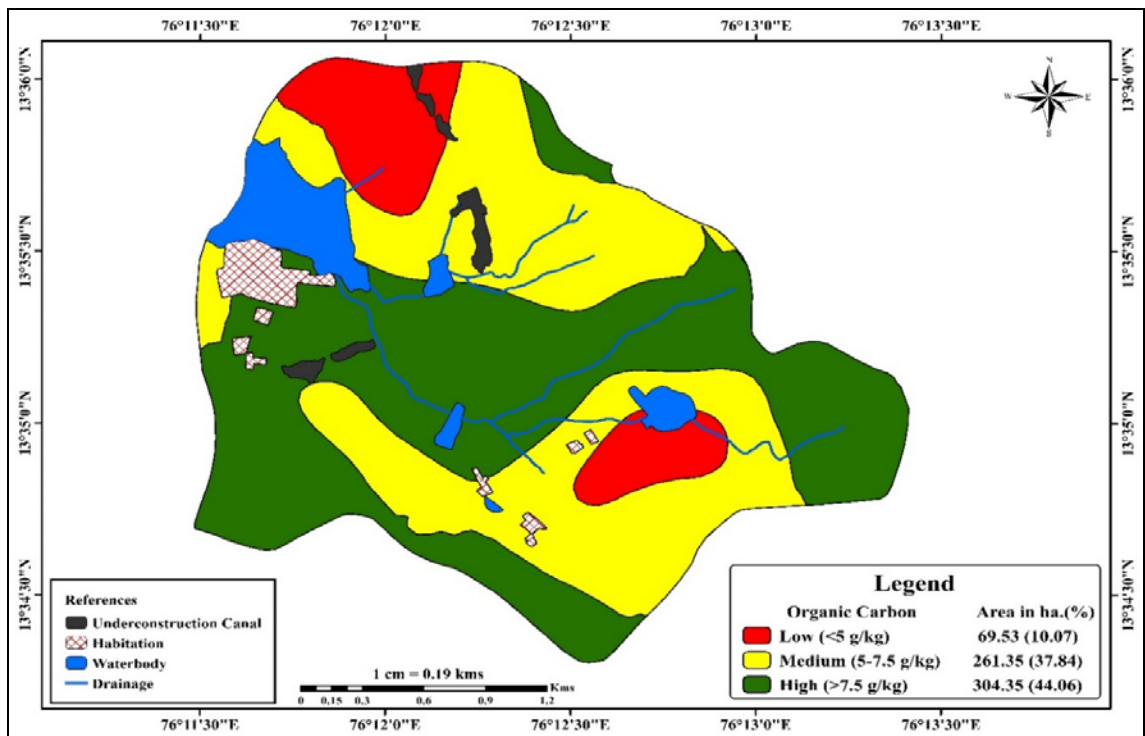 76°11'30"E 76°12'0"E 76°12'30"E 76°13'0"E 76°13'30"E
13°36'0"N 13°36'0"N
N
W E
S
13°35'30"N 13°35'30"N
13°35'0"N 13°35'0"N
13°34'30"N 13°34'30"N
References
Underconstruction Canal
Habitation
Waterbody
Drainage
1 cm = 0.19 kms
Kms
0 0,15 0,3 0,6 0,9 1,2
Legend
Organic Carbon Area in ha.(%)
Low (<5 g/kg) 69.53 (10.07)
Medium (5-7.5 g/kg) 261.35 (37.84)
High (>7.5 g/kg) 304.35 (44.06)
76°11'30"E 76°12'0"E 76°12'30"E 76°13'0"E 76°13'30"E